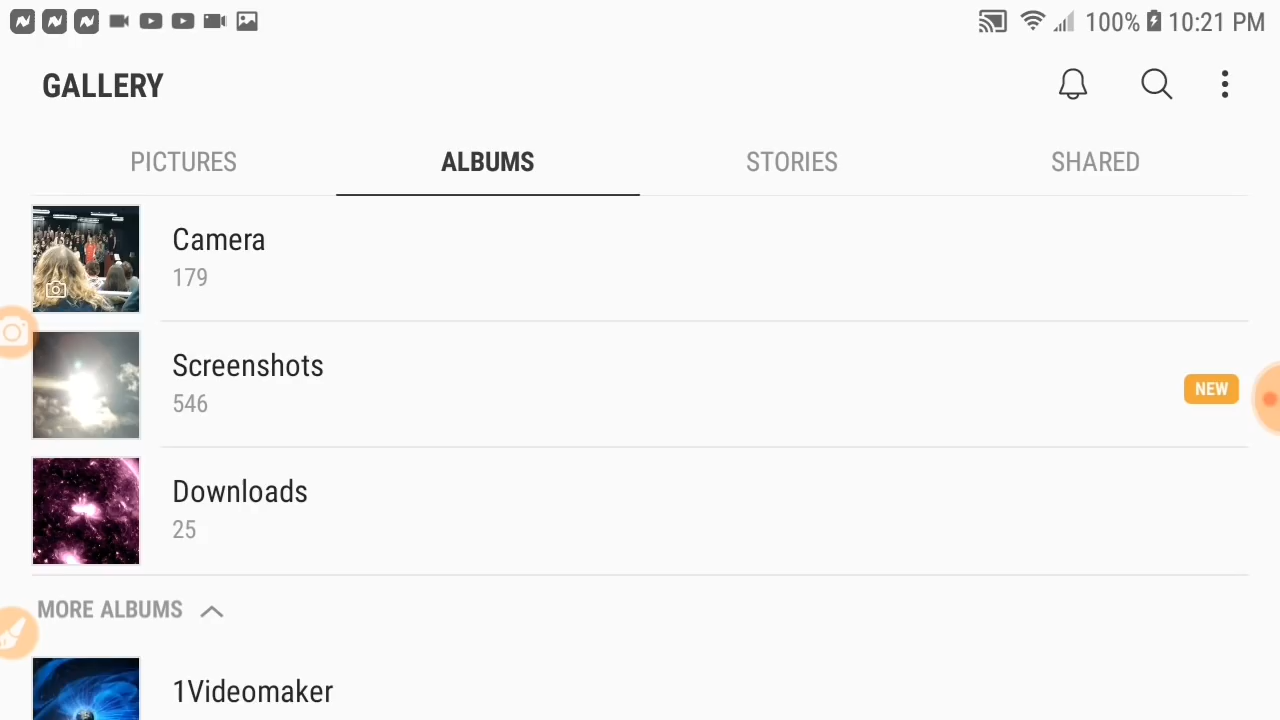 100% 10:21 PM
GALLERY
PICTURES ALBUMS STORIES SHARED
Camera
179
Screenshots
546
NEW
Downloads
25
MORE ALBUMS
1Videomaker